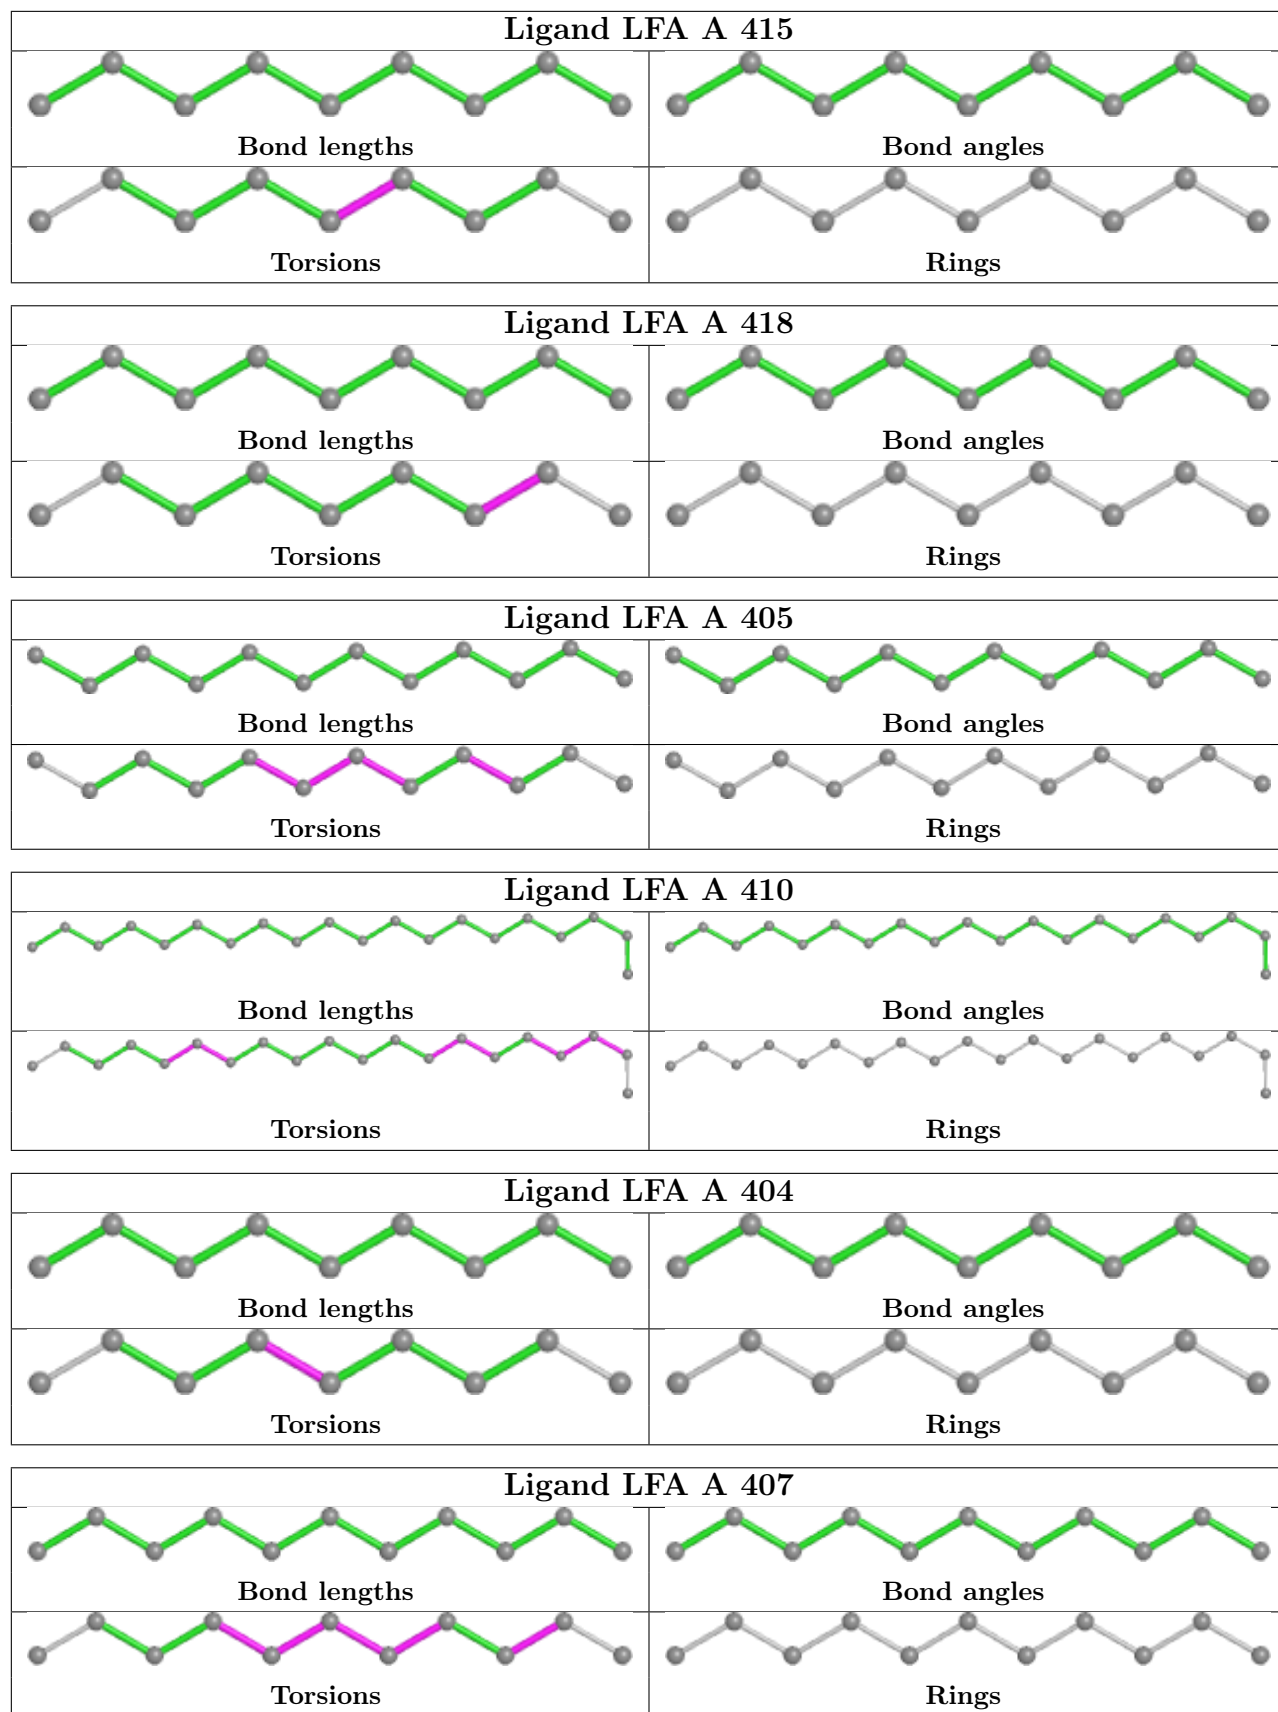 Ligand LFA A 415
Bond lengths
Bond angles
Torsions
Rings
Ligand LFA A 418
Bond lengths
Bond angles
Torsions
Rings
Ligand LFA A 405
Bond lengths
Bond angles
Torsions
Rings
Ligand LFA A 410
Bond lengths
Bond angles
Torsions
Rings
Ligand LFA A 404
Bond lengths
Bond angles
Torsions
Rings
Ligand LFA A 407
Bond lengths
Bond angles
Torsions
Rings